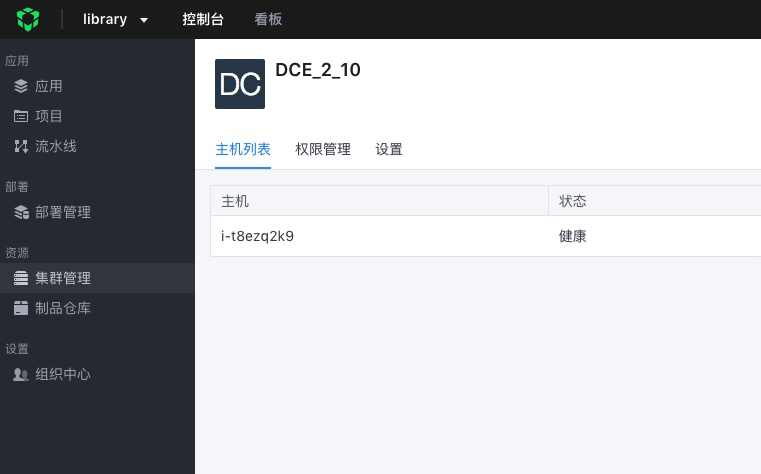 library 控制台 看板
应用
应用
项目
流水线
部署
部署管理
资源
集群管理
制品仓库
设置
组织中心
DC
DCE_2_10
主机列表 权限管理 设置
主机 状态
i-t8ezq2k9 健康